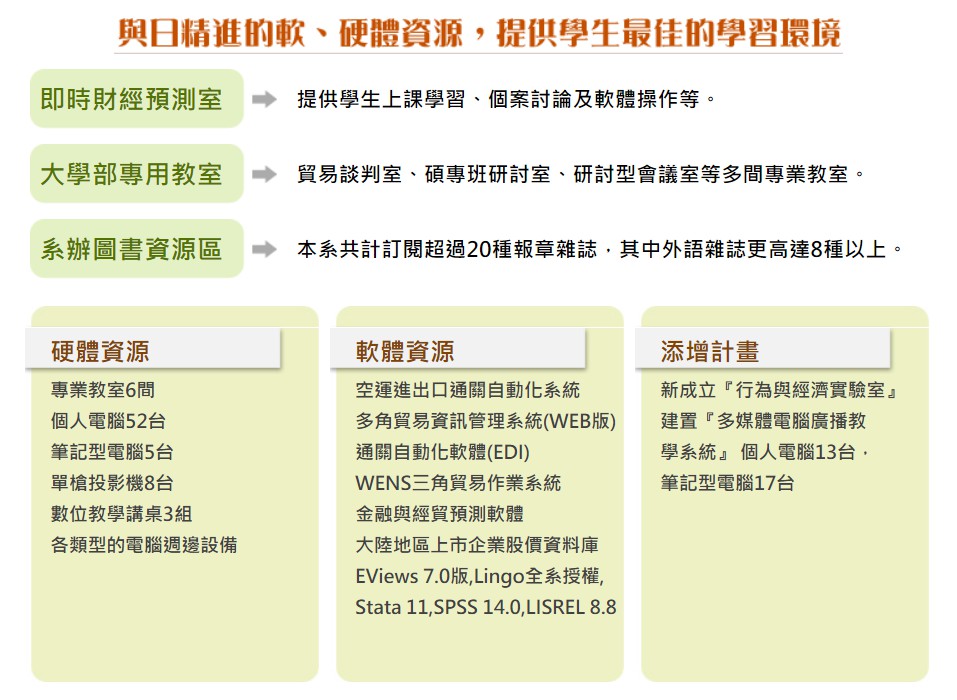 與日精進的軟、硬體資源，提供學生最佳的學習環境
即時財經預測室
提供學生上課學習、個案討論及軟體操作等。
大學部專用教室
貿易談判室、碩專班研討室、研討型會議室等多間專業教室。
系辦圖書資源區
本系共計訂閱超過20種報章雜誌，其中外語雜誌更高達8種以上。
硬體資源
專業教室6間
個人電腦52台
筆記型電腦5台
單槍投影機8台
數位教學講桌3組
各類型的電腦週邊設備
軟體資源
空運進出口通關自動化系統
多角貿易資訊管理系統(WEB版)
通關自動化軟體(EDI)
WENS三角貿易作業系統
金融與經貿預測軟體
大陸地區上市企業股價資料庫
EViews 7.0版,Lingo全系授權,
Stata 11,SPSS 14.0,LISREL 8.8
添增計畫
新成立『行為與經濟實驗室』
建置『多媒體電腦廣播教
學系統』 個人電腦13台，
筆記型電腦17台